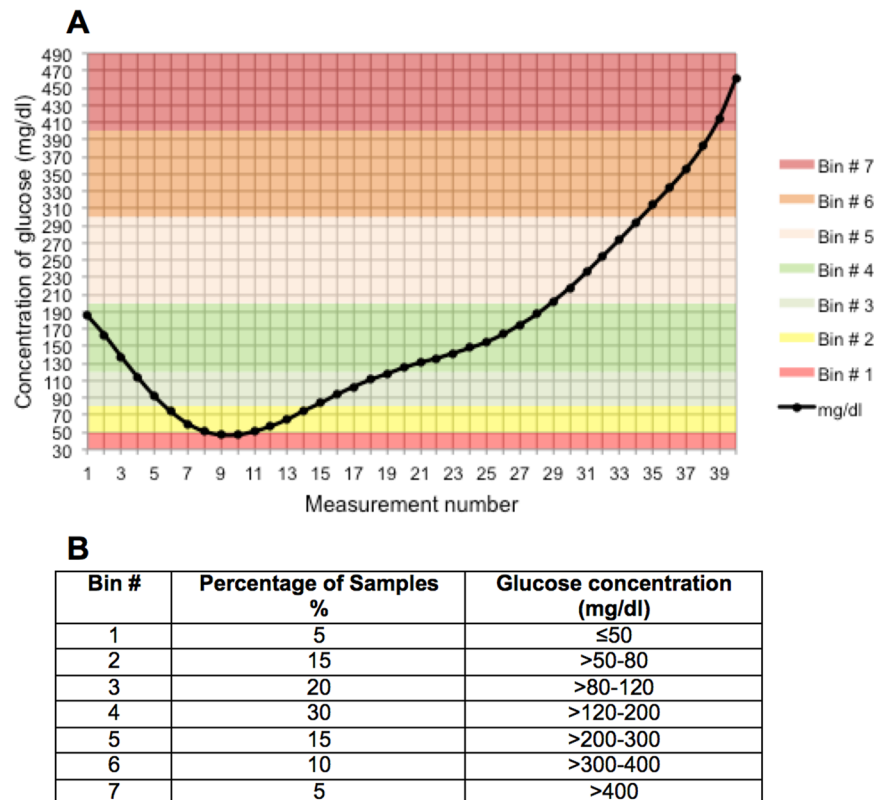 A
Concentration of glucose (mg/dl)
490
470
450
430
410
390
370
350
330
310
290
270
250
230
210
190
170
150
130
110
90
70
50
30
1 3 5 7 9 11 13 15 17 19 21 23 25 27 29 31 33 35 37 39
Measurement number
Bin # 7
Bin # 6
Bin # 5
Bin # 4
Bin # 3
Bin # 2
Bin # 1
mg/dl
B
Bin # Percentage of Samples % Glucose concentration (mg/dl)
1 5 ≤50
2 15 >50-80
3 20 >80-120
4 30 >120-200
5 15 >200-300
6 10 >300-400
7 5 >400